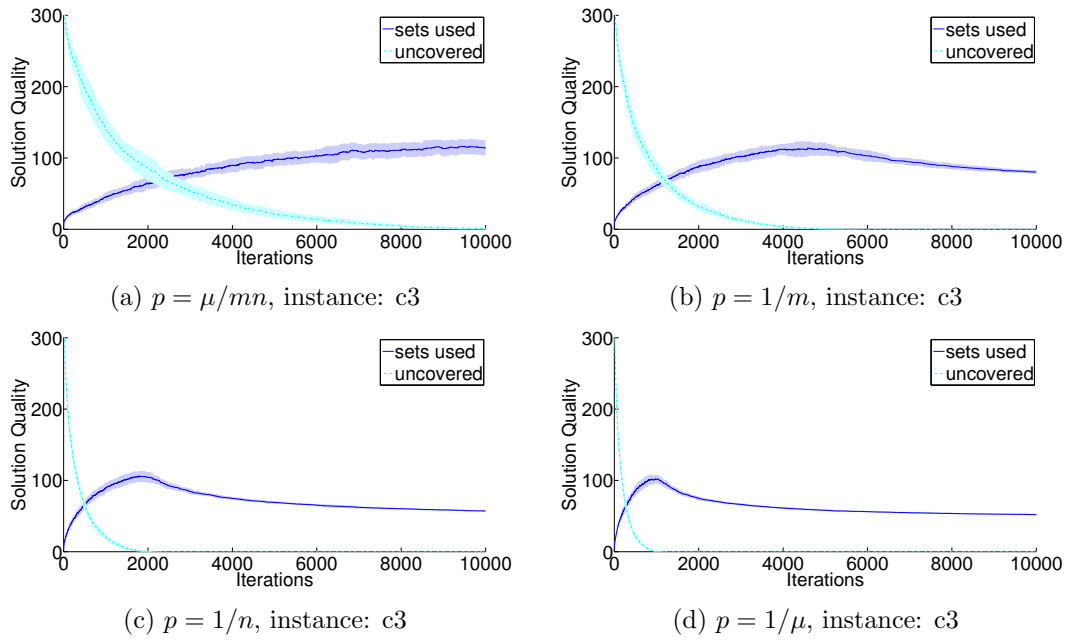 300
200
100
0
Solution Quality
sets used
uncovered
0 2000 4000 6000 8000 10000
Iterations
(a) p = μ/mn, instance: c3
300
200
100
0
Solution Quality
sets used
uncovered
0 2000 4000 6000 8000 10000
Iterations
(b) p = 1/m, instance: c3
300
200
100
0
Solution Quality
sets used
uncovered
0 2000 4000 6000 8000 10000
Iterations
(c) p = 1/n, instance: c3
300
200
100
0
Solution Quality
sets used
uncovered
0 2000 4000 6000 8000 10000
Iterations
(d) p = 1/μ, instance: c3